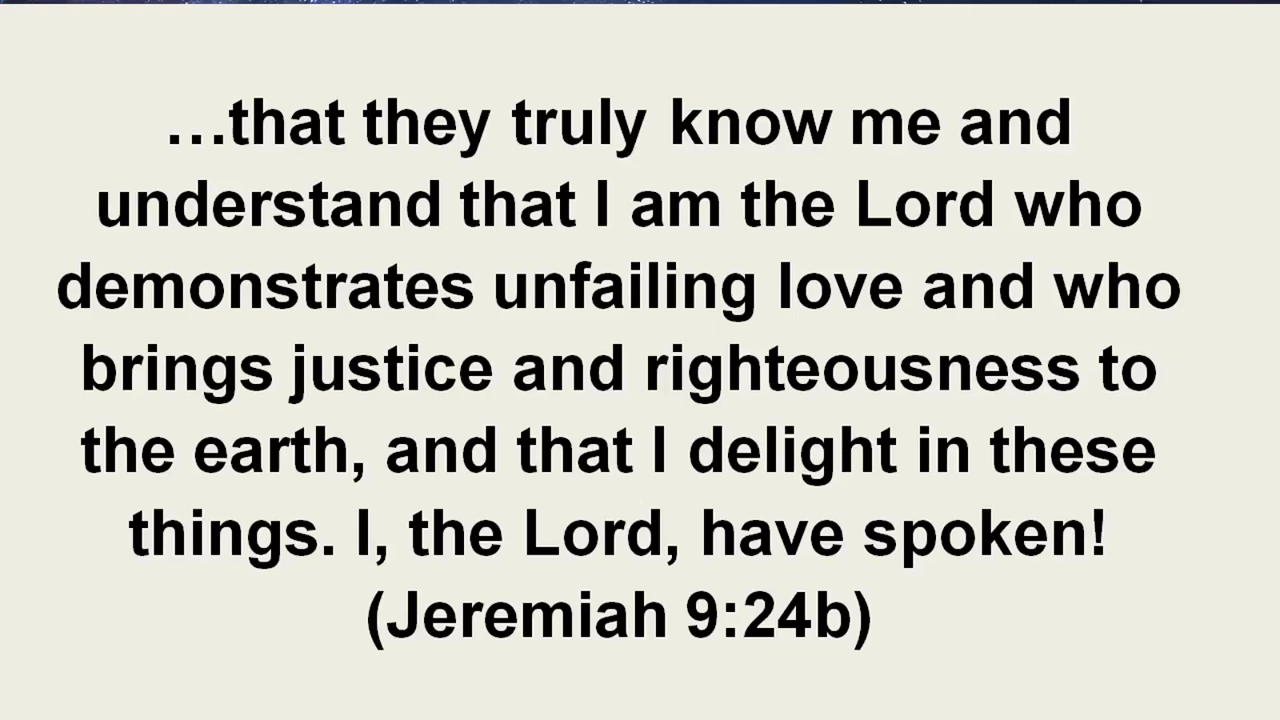 …that they truly know me and
understand that I am the Lord who
demonstrates unfailing love and who
brings justice and righteousness to
the earth, and that I delight in these
things. I, the Lord, have spoken!
(Jeremiah 9:24b)